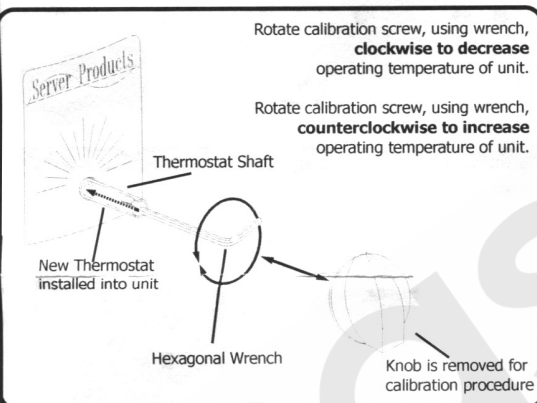 Rotate calibration screw, using wrench,
clockwise to decrease
operating temperature of unit.
Rotate calibration screw, using wrench,
counterclockwise to increase
operating temperature of unit.
Server Products
Thermostat Shaft
New Thermostat
installed into unit
Hexagonal Wrench
Knob is removed for
calibration procedure